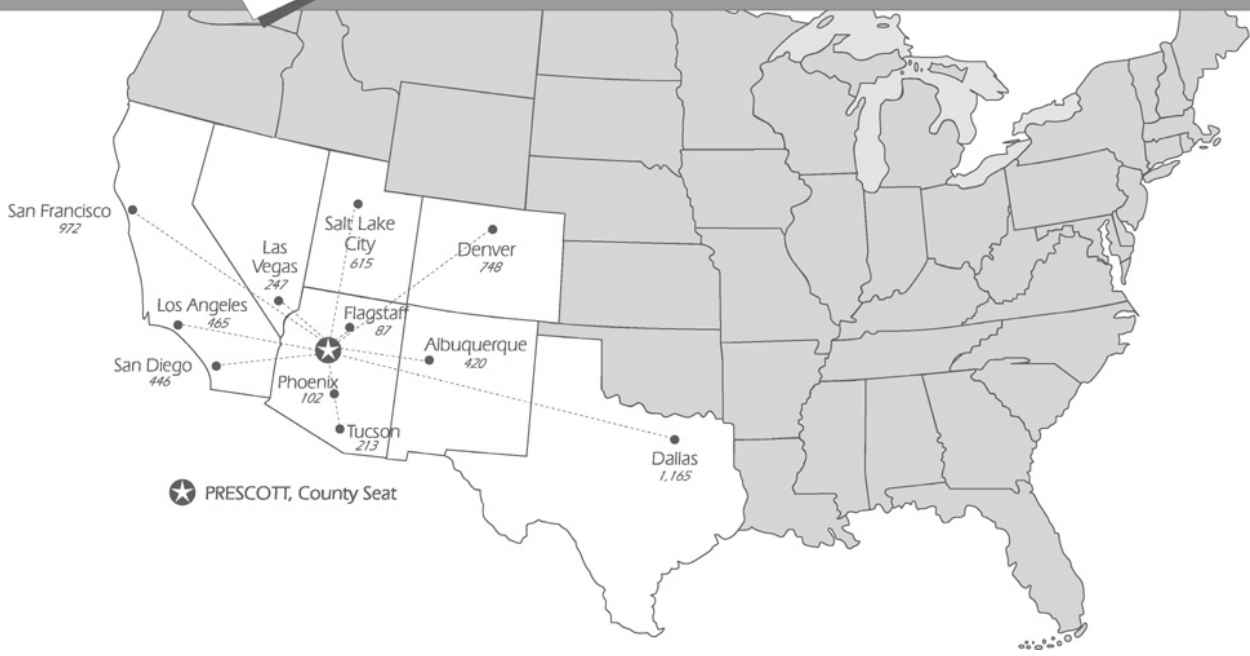 San Francisco
972
Salt Lake
City
615
Denver
748
Las
Vegas
247
Los Angeles
465
Flagstaff
87
Albuquerque
420
San Diego
446
Phoenix
102
Tucson
213
Dallas
1,165
PRESCOTT, County Seat